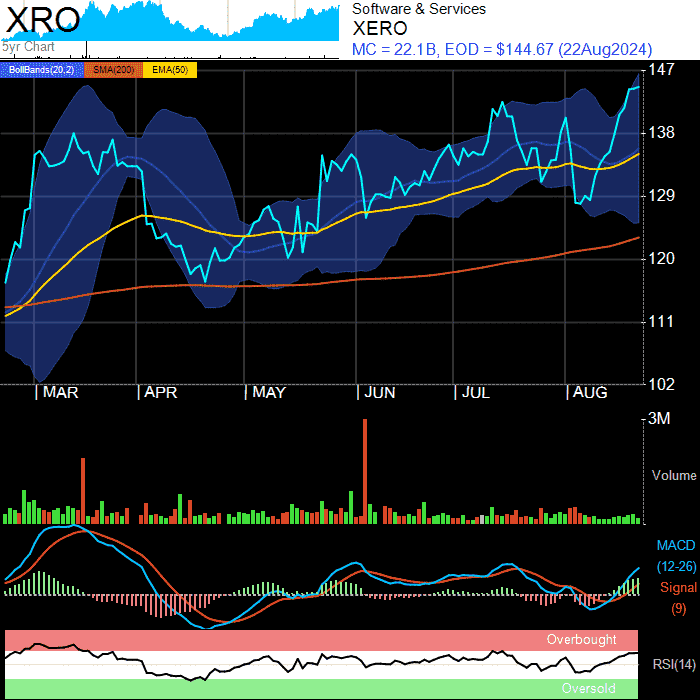 XRO
5yr Chart
Software & Services
XERO
MC = 22.1B, EOD = $144.67 (22Aug2024)
BollBands(20,2) SMA(200) EMA(50)
147
138
129
120
111
102
MAR APR MAY JUN JUL AUG
3M
Volume
MACD
(12-26)
Signal
(9)
Overbought
RSI(14)
Oversold